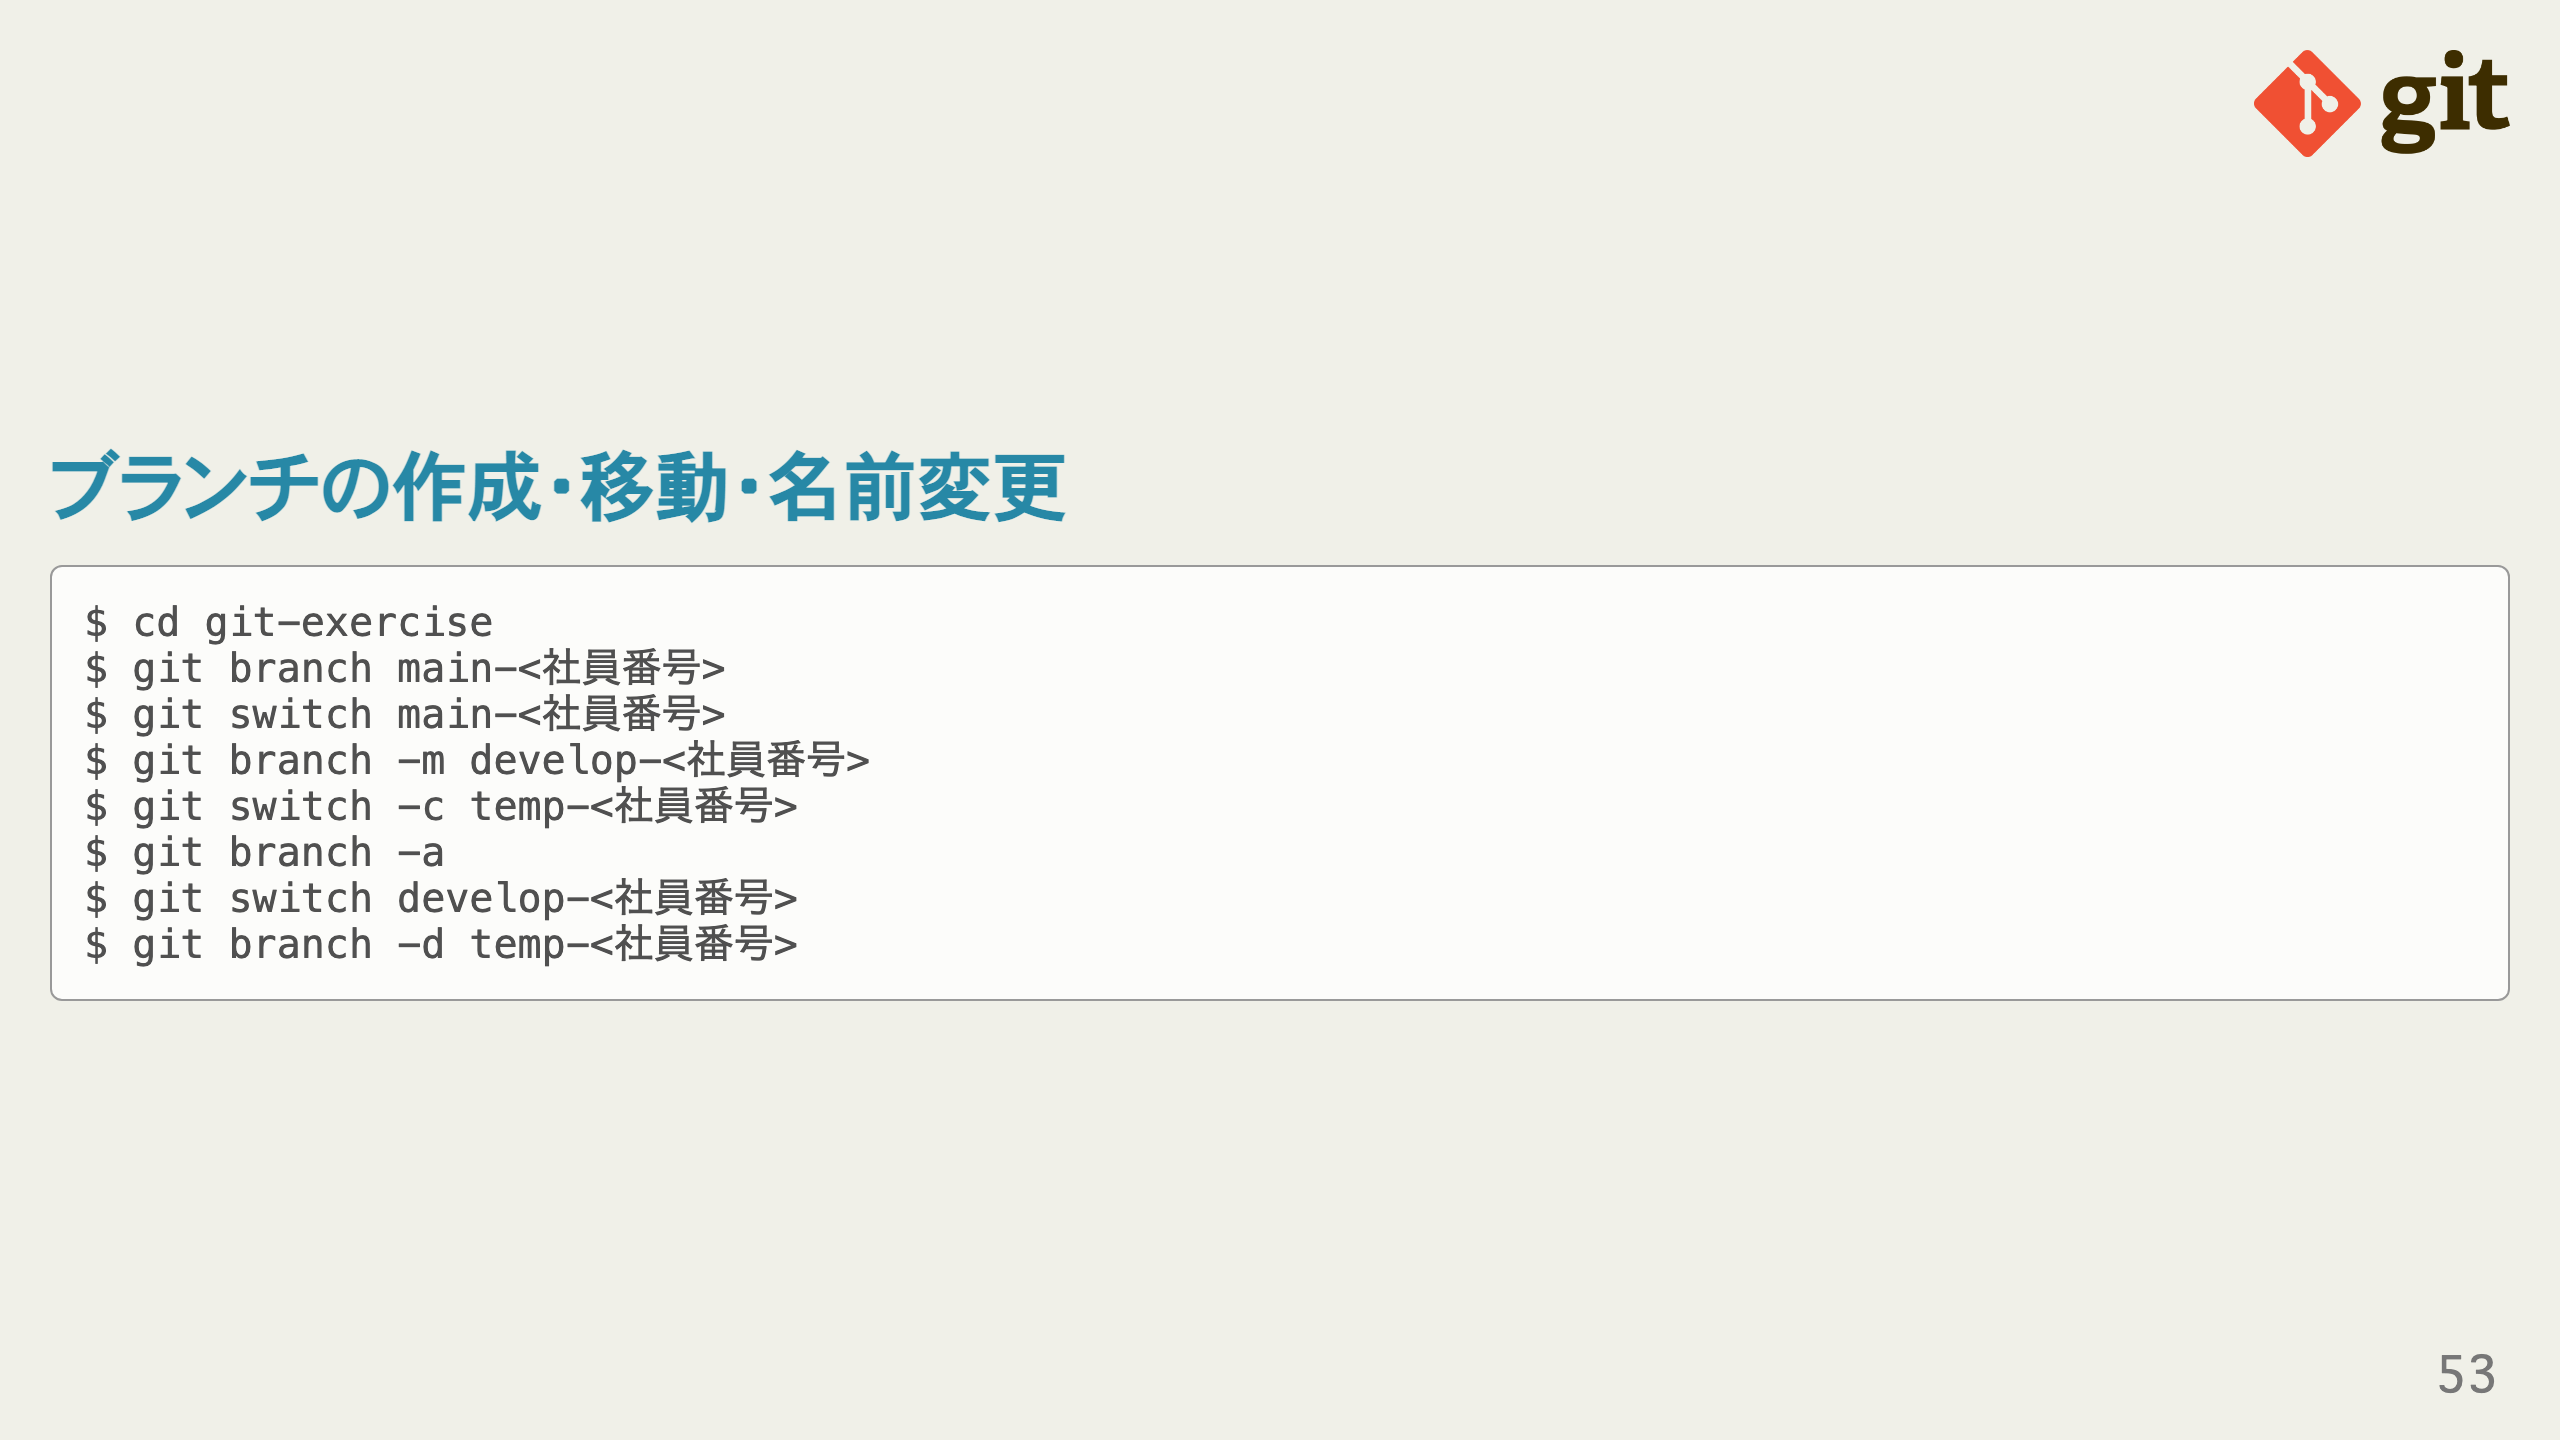 git
ブランチの作成・移動・名前変更
$ cd git-exercise
$ git branch main-<社員番号>
$ git switch main-<社員番号>
$ git branch -m develop-<社員番号>
$ git switch -c temp-<社員番号>
$ git branch -a
$ git switch develop-<社員番号>
$ git branch -d temp-<社員番号>
53